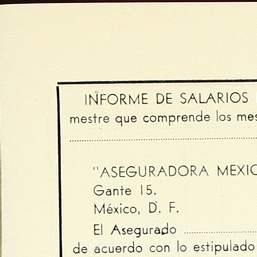 INFORME DE SALARIOS
mestre que comprende los mes
"ASEGURADORA MEXIC
Gante 15.
México, D. F.
El Asegurado
de acuerdo con lo estipulado